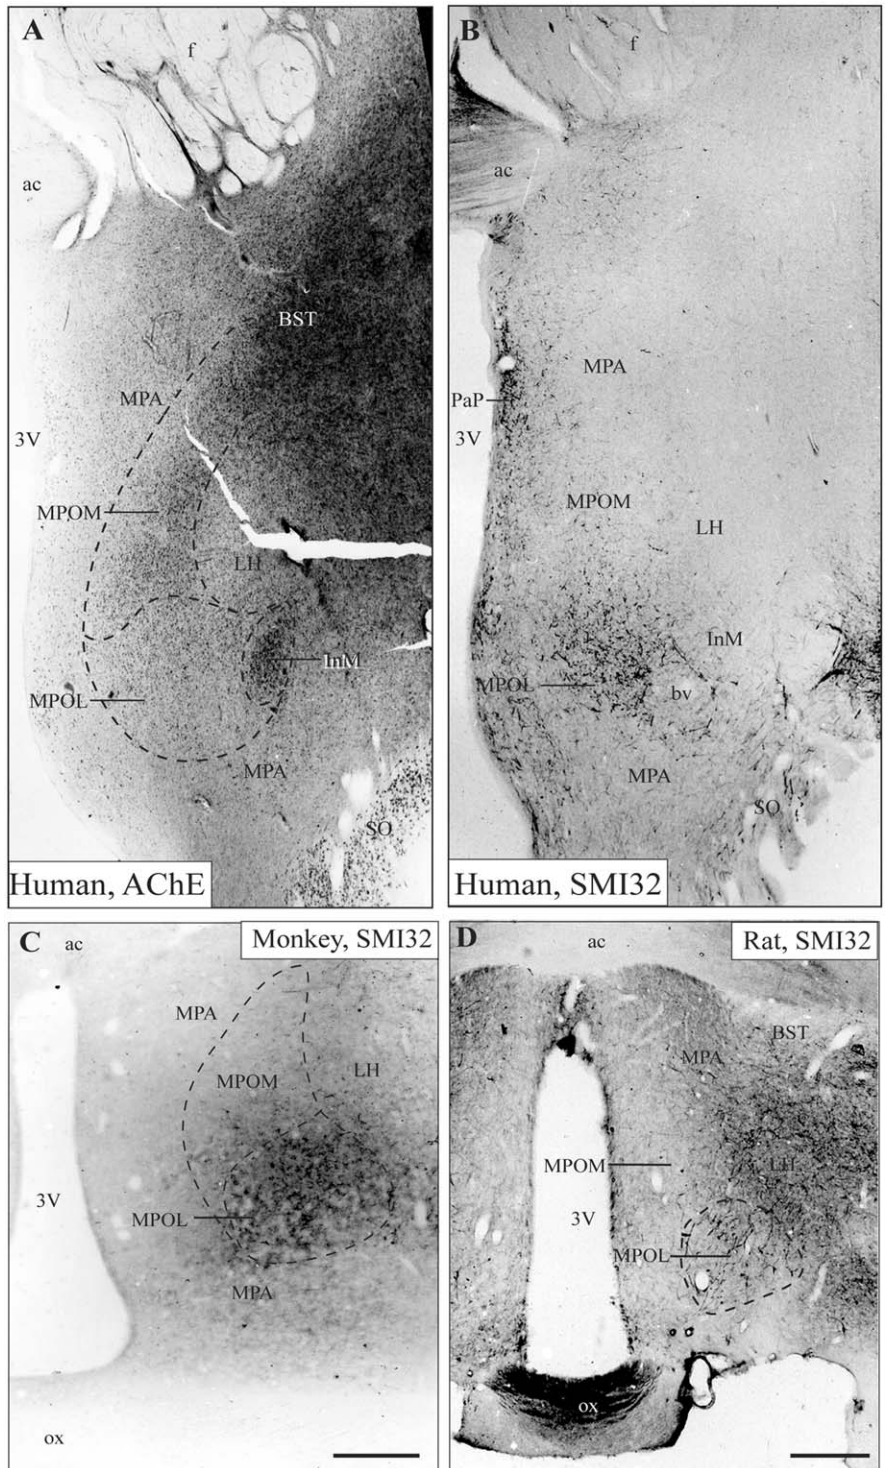 A
f
ac
BST
MPA
3V
MPOM
LH
InM
MPOL
MPA
SO
Human, AChE
B
f
ac
MPA
PaP
3V
MPOM
LH
InM
MPOL
bv
MPA
SO
Human, SMI32
C
ac
Monkey, SMI32
MPA
LH
MPOM
3V
MPOL
MPA
ox
D
ac
Rat, SMI32
BST
MPA
MPOM
LH
3V
MPOL
ox